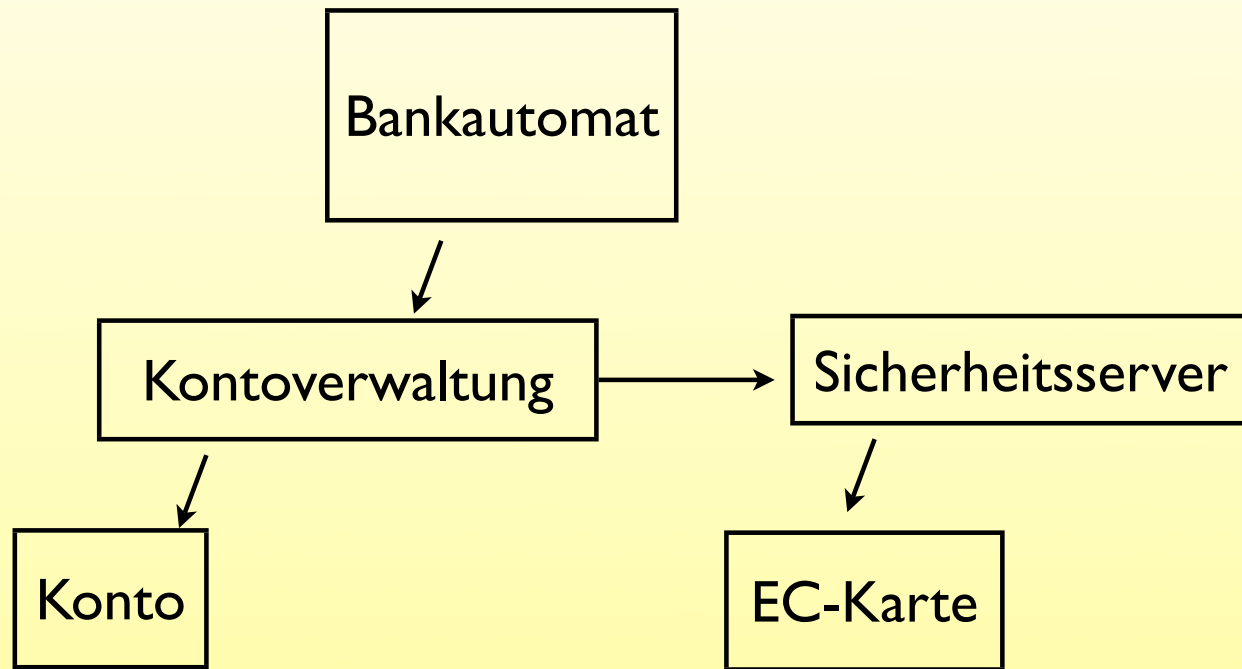 Bankautomat
Kontoverwaltung
Sicherheitsserver
Konto
EC-Karte